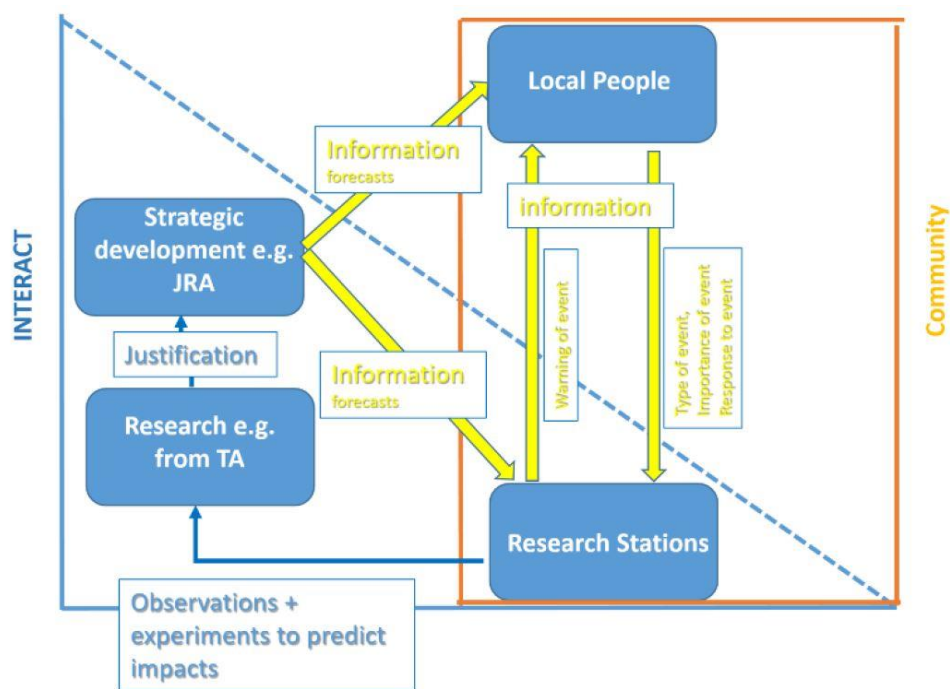 Local People
Information
forecasts
information
Strategic
development e.g.
JRA
INTERACT
Community
Justification
Information
forecasts
Warning of event
Type of event,
Importance of event
Response to event
Research e.g.
from TA
Research Stations
Observations +
experiments to predict
impacts